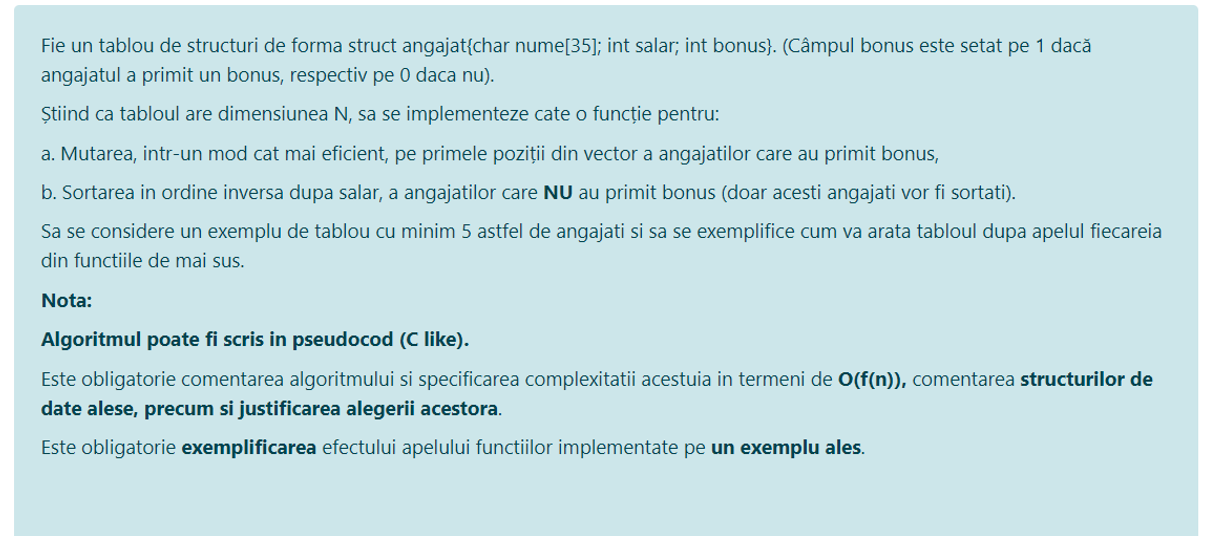 Fie un tablou de structuri de forma struct angajat{char nume[35]; int salar; int bonus}. (Câmpul bonus este setat pe 1 dacă
angajatul a primit un bonus, respectiv pe 0 daca nu).
Știind ca tabloul are dimensiunea N, sa se implementeze cate o funcție pentru:
a. Mutarea, intr-un mod cat mai eficient, pe primele poziții din vector a angajatilor care au primit bonus,
b. Sortarea in ordine inversa dupa salar, a angajatilor care NU au primit bonus (doar acesti angajati vor fi sortati).
Sa se considere un exemplu de tablou cu minim 5 astfel de angajati si sa se exemplifice cum va arata tabloul dupa apelul fiecareia
din functiile de mai sus.
Nota:
Algoritmul poate fi scris in pseudocod (C like).
Este obligatorie comentarea algoritmului si specificarea complexitatii acestuia in termeni de O(f(n)), comentarea structurilor de
date alese, precum si justificarea alegerii acestora.
Este obligatorie exemplificarea efectului apelului functiilor implementate pe un exemplu ales.